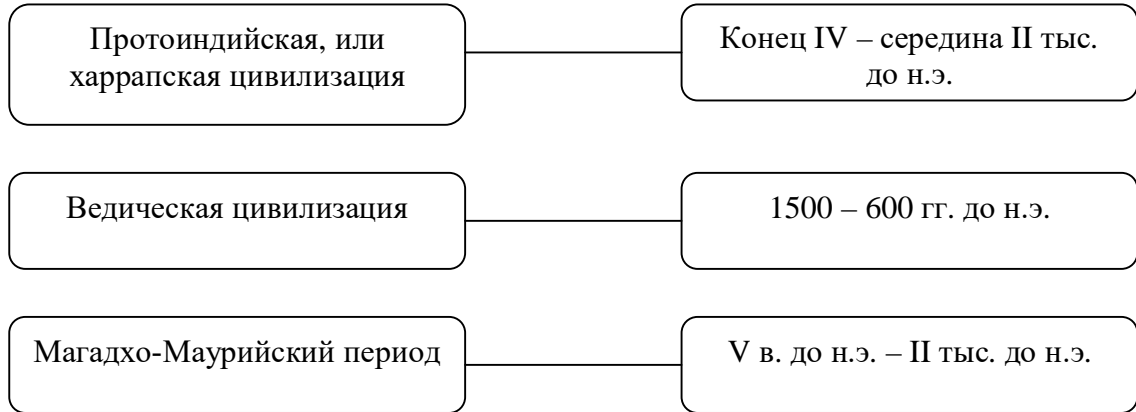 Протоиндийская, или
харрапская цивилизация
Конец IV – середина II тыс.
до н.э.
Ведическая цивилизация
1500 – 600 гг. до н.э.
Магадхо-Маурийский период
V в. до н.э. – II тыс. до н.э.